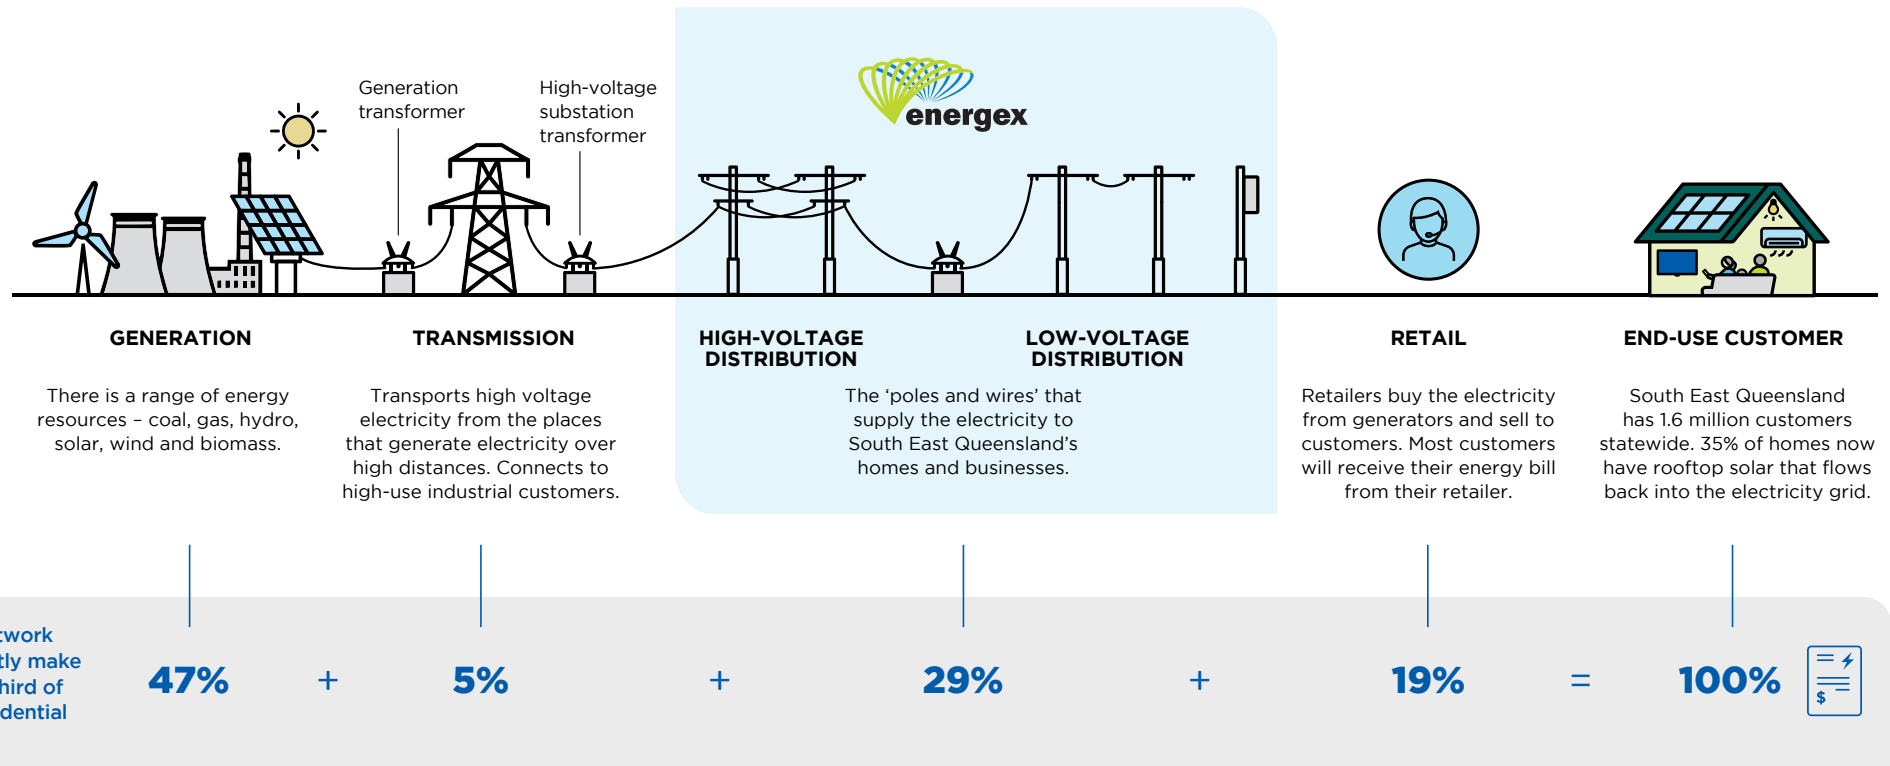 Generation
transformer
High-voltage
substation
transformer
energex
GENERATION
There is a range of energy
resources – coal, gas, hydro,
solar, wind and biomass.
TRANSMISSION
Transports high voltage
electricity from the places
that generate electricity over
high distances. Connects to
high-use industrial customers.
HIGH-VOLTAGE
DISTRIBUTION
LOW-VOLTAGE
DISTRIBUTION
The ‘poles and wires’ that
supply the electricity to
South East Queensland’s
homes and businesses.
RETAIL
Retailers buy the electricity
from generators and sell to
customers. Most customers
will receive their energy bill
from their retailer.
END-USE CUSTOMER
South East Queensland
has 1.6 million customers
statewide. 35% of homes now
have rooftop solar that flows
back into the electricity grid.
twork
tly make
hird of
dential
47% + 5% + 29% + 19% = 100%
$